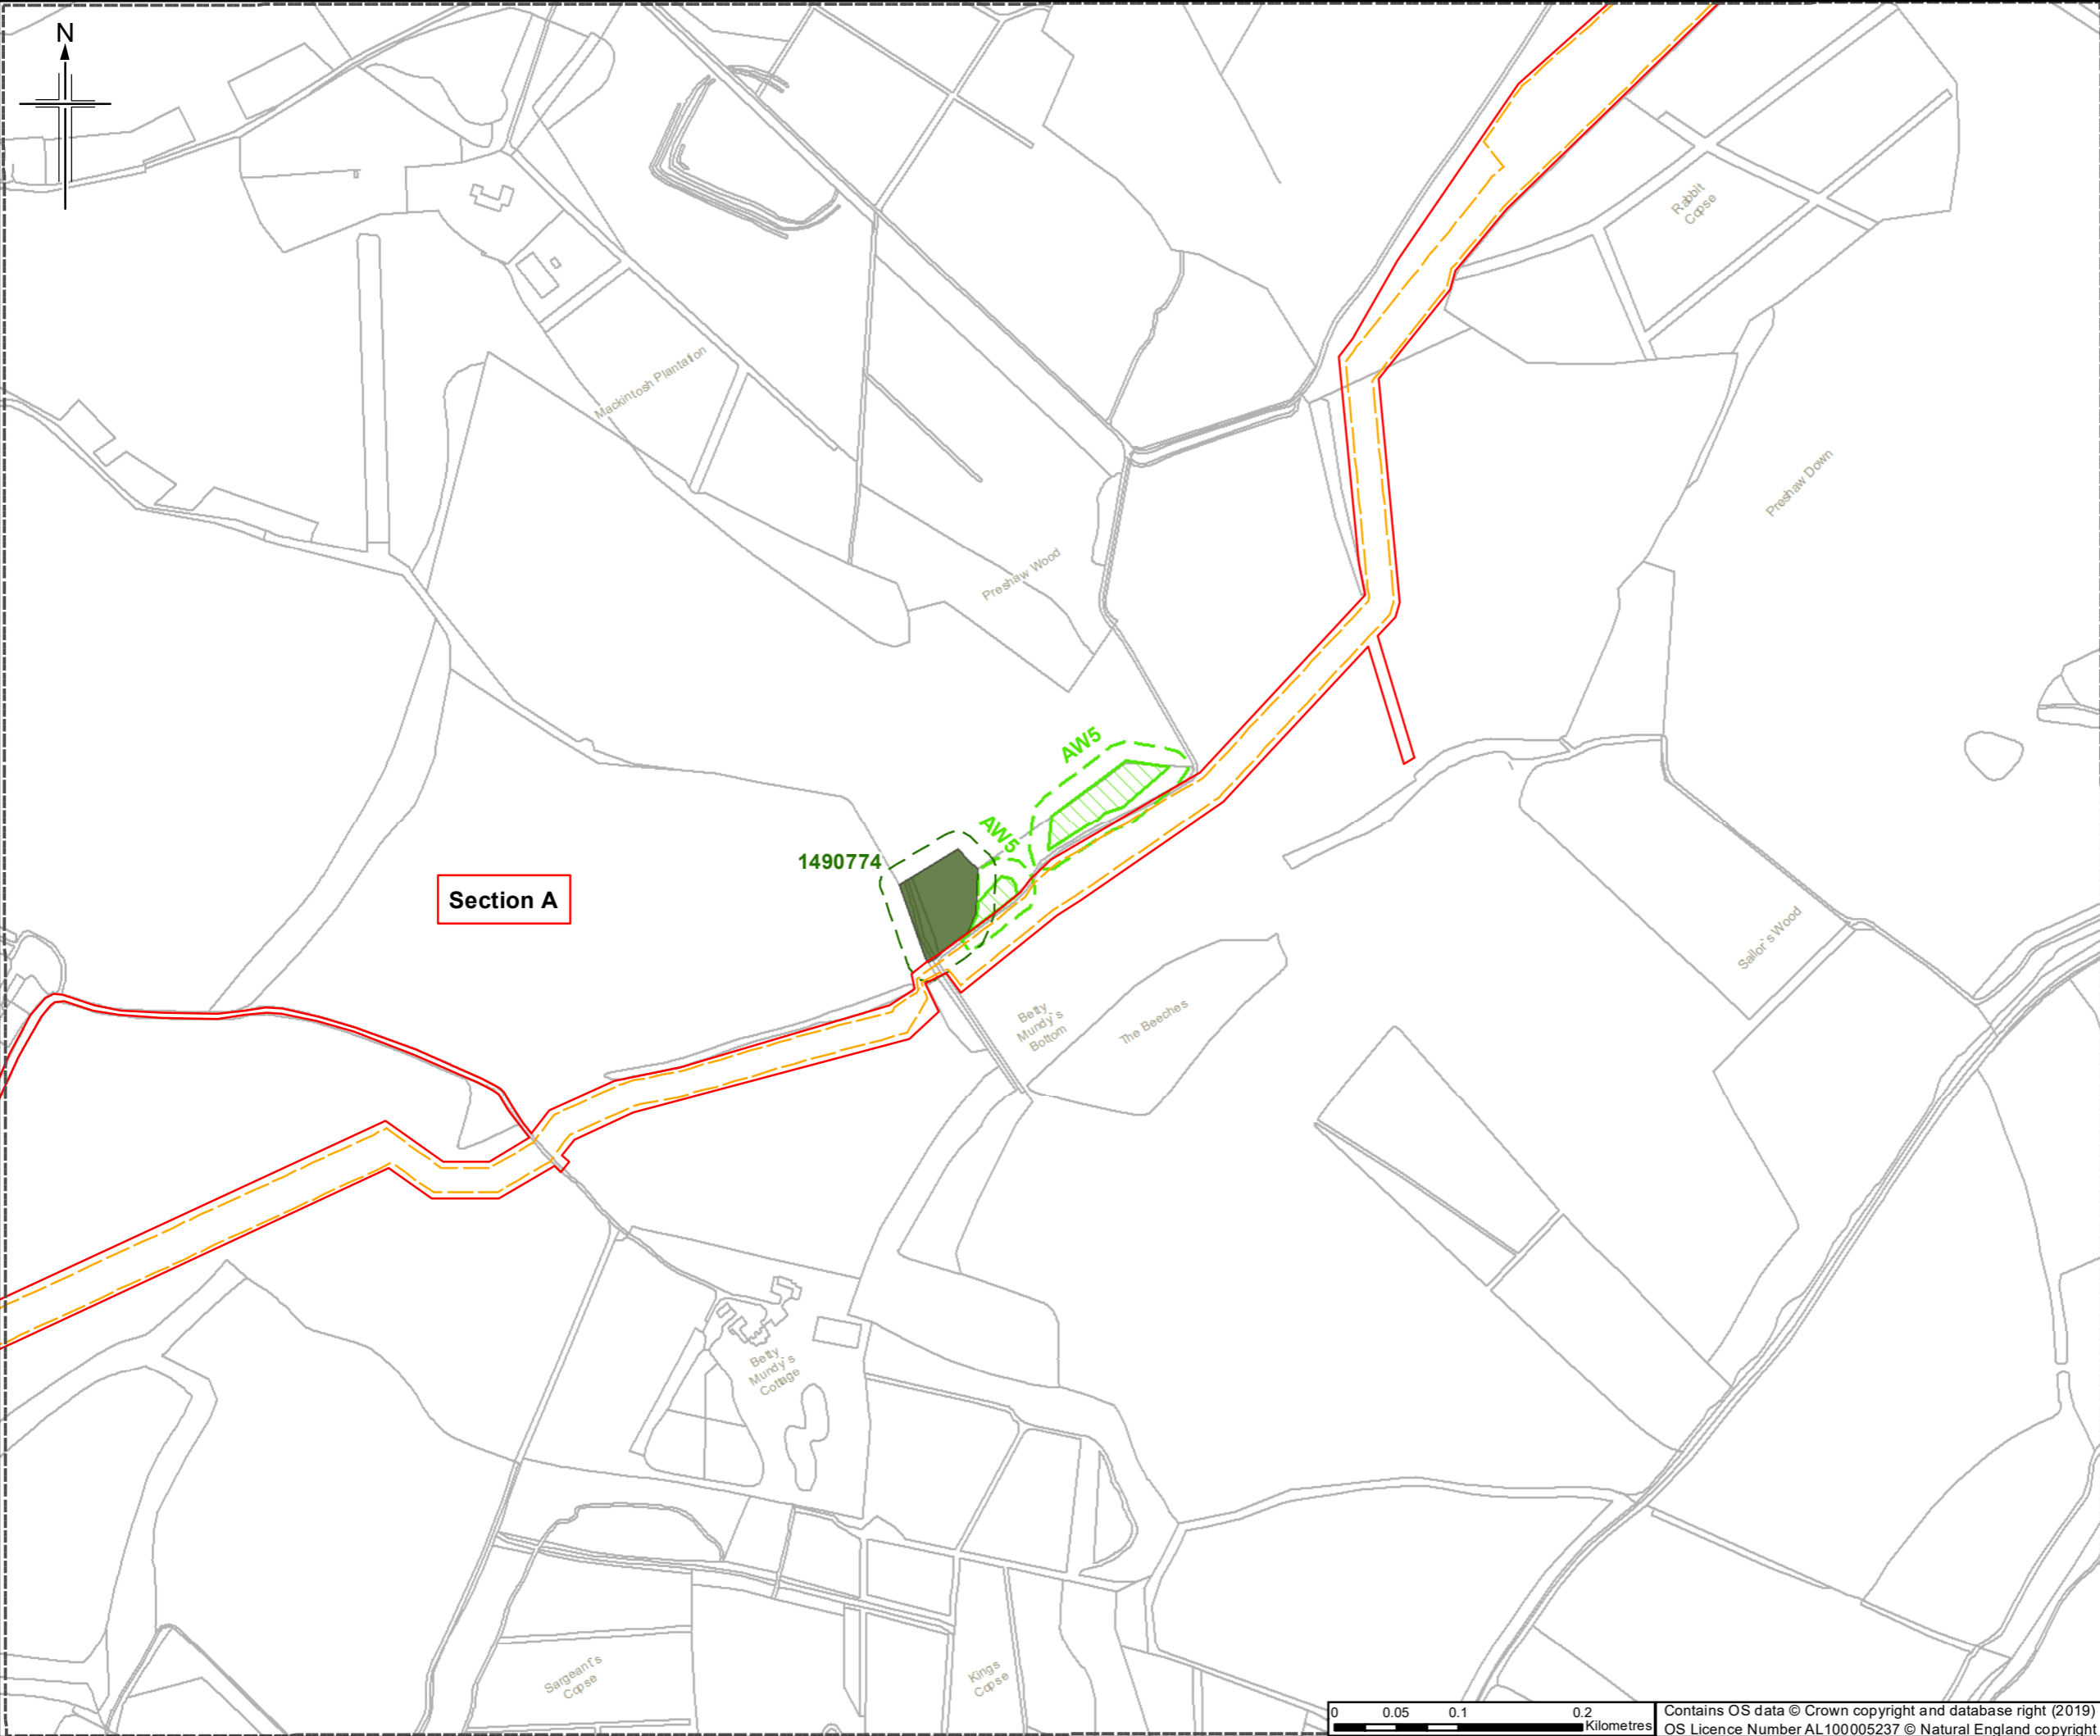 N
Rabbit
Copse
Mackintosh Plantation
Preshaw Down
Preshaw Wood
AW5
AW5
1490774
Section A
Sailor's Wood
Betty
Mundy's
Bottom
The Beeches
Betty
Mundy's
Cottage
Sargeant's
Copse
Kings
Copse
0 0.05 0.1 0.2
Kilometres
Contains OS data © Crown copyright and database right (2019)
OS Licence Number AL100005237 © Natural England copyright